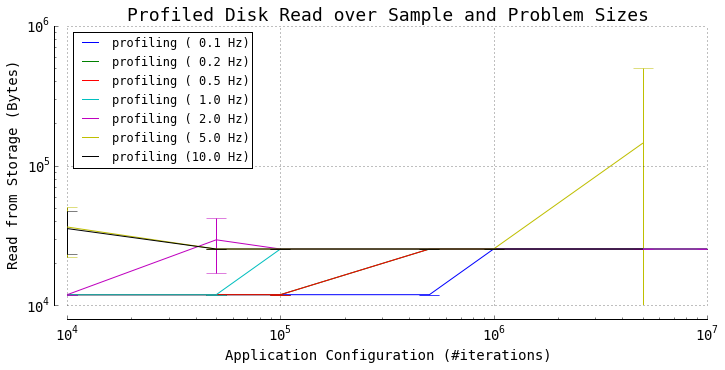 Profiled Disk Read over Sample and Problem Sizes
10^6
10^5
10^4
Read from Storage (Bytes)
profiling ( 0.1 Hz)
profiling ( 0.2 Hz)
profiling ( 0.5 Hz)
profiling ( 1.0 Hz)
profiling ( 2.0 Hz)
profiling ( 5.0 Hz)
profiling (10.0 Hz)
10^4 10^5 10^6 10^7
Application Configuration (#iterations)